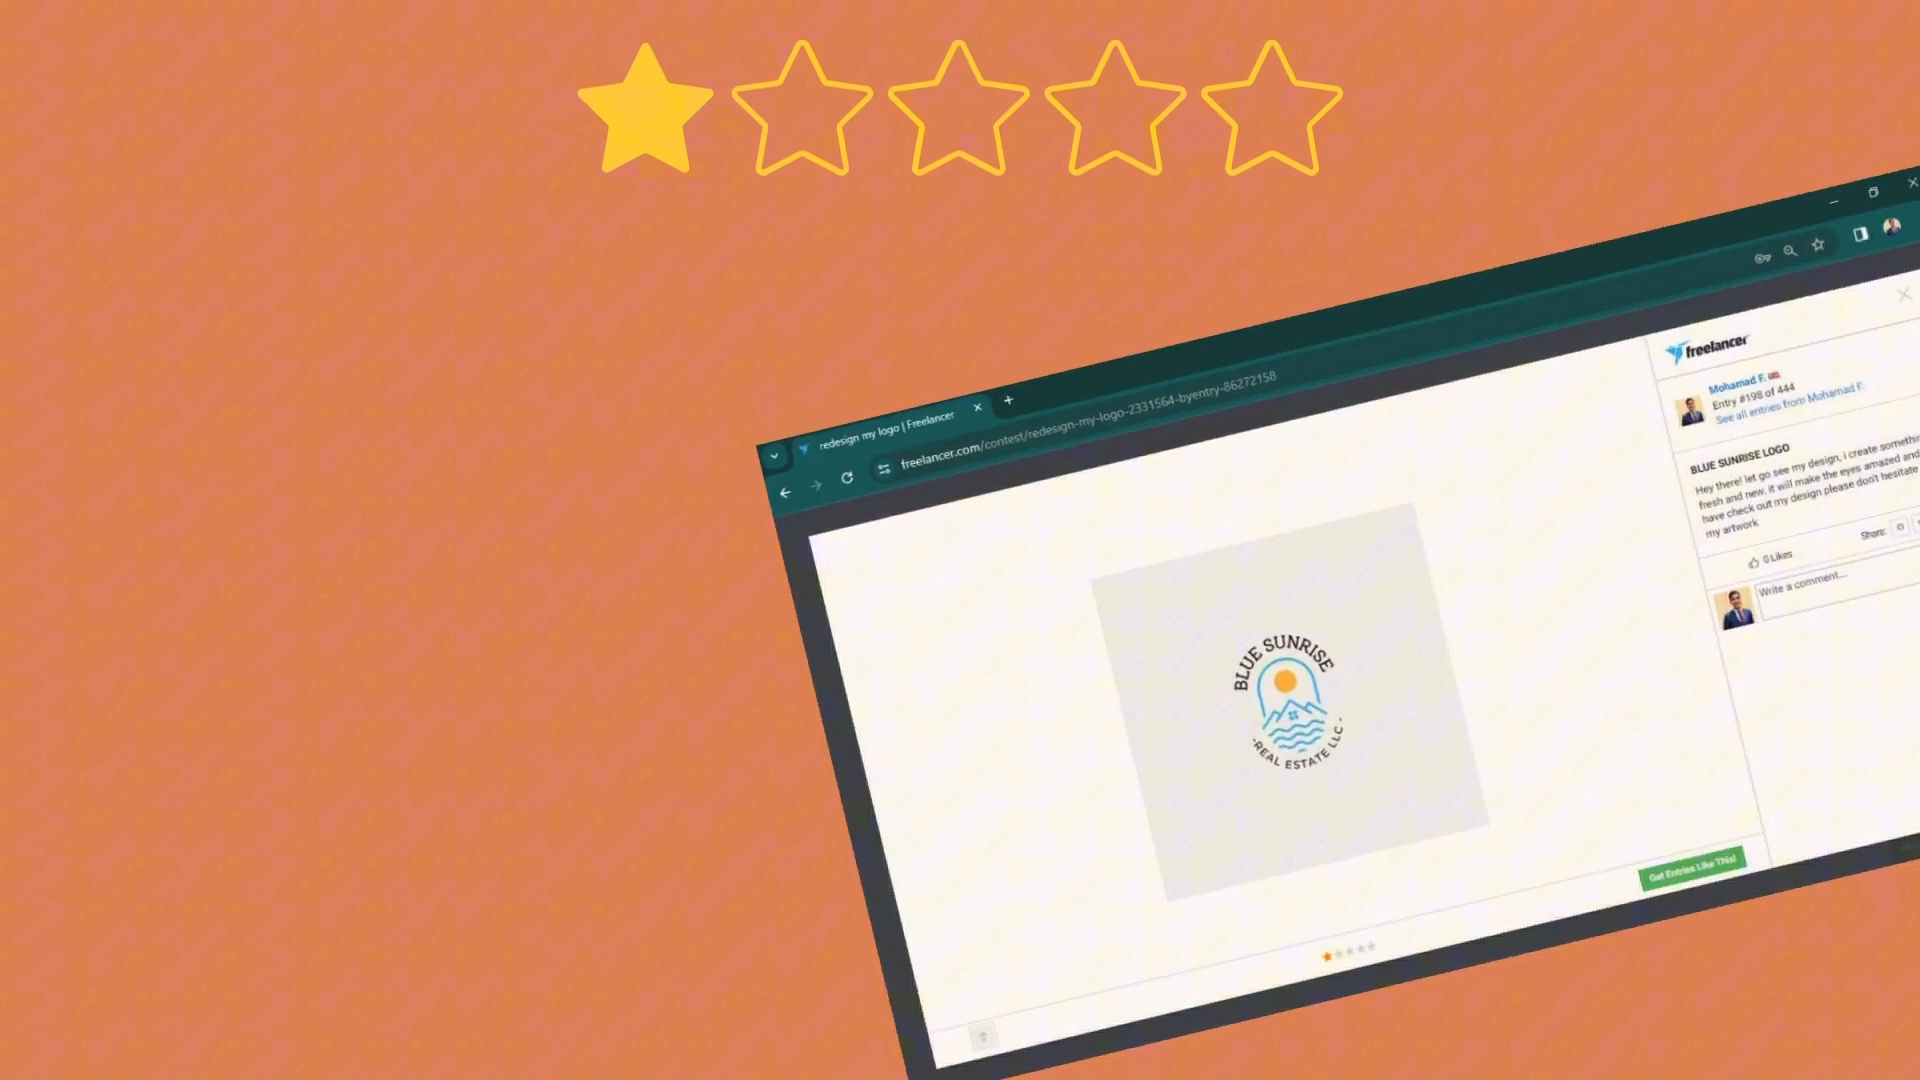 redesign my logo | Freelancer
freelancer.com/contest/redesign-my-logo-2331564-byentry-86272158
freelancer
Mohamad F.
Entry #198 of 444
See all entries from Mohamad F.
BLUE SUNRISE LOGO
Hey there! let go see my design, i create somethin
fresh and new. it will make the eyes amazed and
have check out my design please don't hesitate
my artwork
0 Likes
Share:
Write a comment...
BLUE SUNRISE
-REAL ESTATE LLC-
Get Entries Like This!